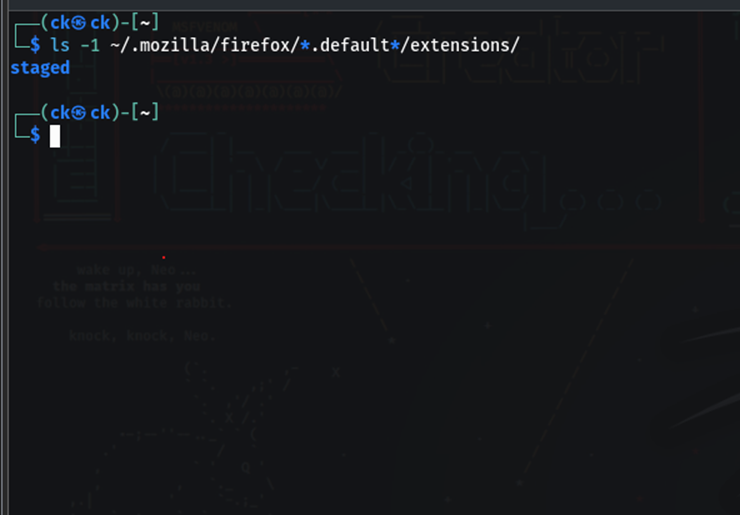 ┌──(ck㉿ck)-[~]
└─$ ls -1 ~/.mozilla/firefox/*.default*/extensions/
staged
┌──(ck㉿ck)-[~]
└─$
MSFVENOM
Creator
Checking...
wake up, Neo...
the matrix has you
follow the white rabbit.
knock, knock, Neo.